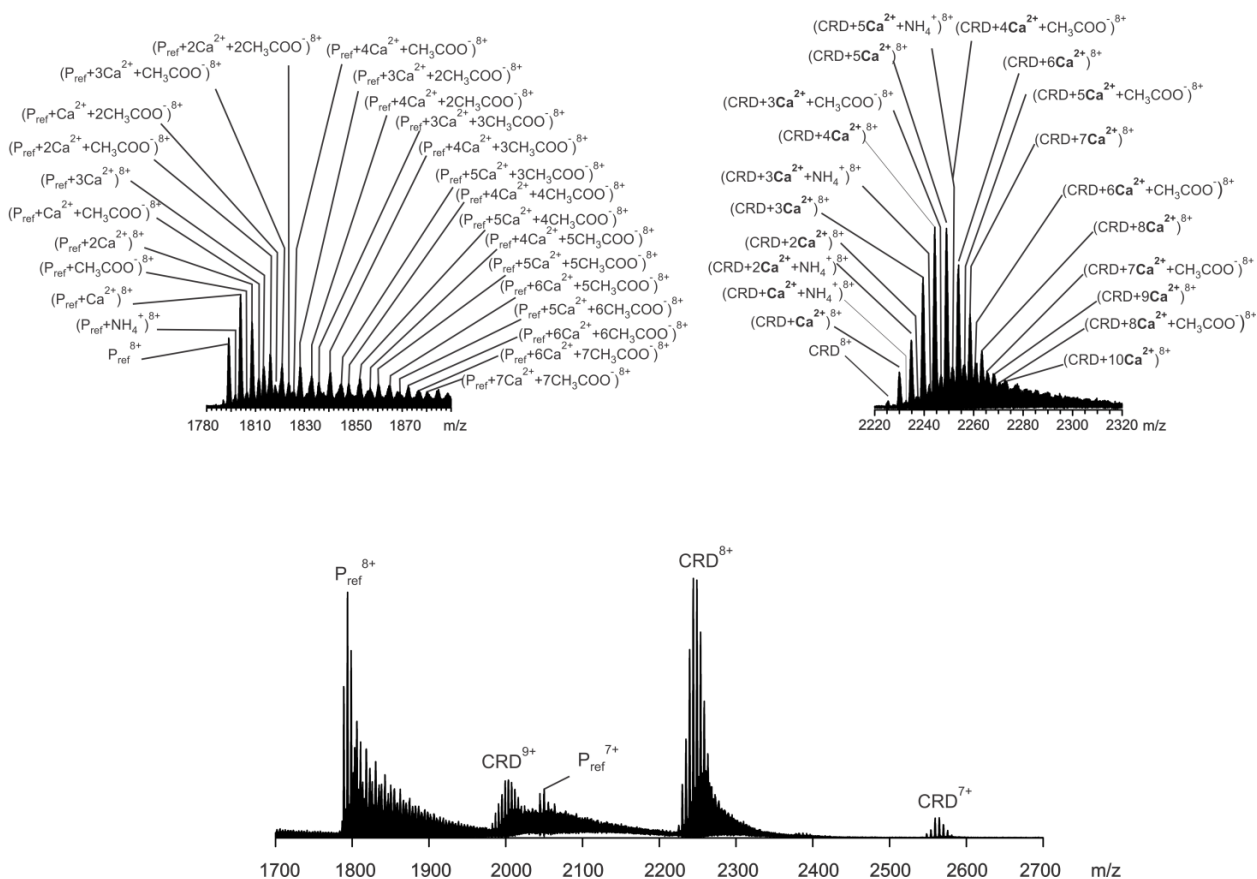 (Pref+2Ca2++2CH3COO-)8+
(Pref+3Ca2++CH3COO-)8+
(Pref+Ca2++2CH3COO-)8+
(Pref+2Ca2++CH3COO-)8+
(Pref+3Ca2+)8+
(Pref+Ca2++CH3COO-)8+
(Pref+2Ca2+)8+
(Pref+CH3COO-)8+
(Pref+Ca2+)8+
(Pref+NH4+)8+
Pref8+
(Pref+4Ca2++CH3COO-)8+
(Pref+3Ca2++2CH3COO-)8+
(Pref+4Ca2++2CH3COO-)8+
(Pref+3Ca2++3CH3COO-)8+
(Pref+4Ca2++3CH3COO-)8+
(Pref+5Ca2++3CH3COO-)8+
(Pref+4Ca2++4CH3COO-)8+
(Pref+5Ca2++4CH3COO-)8+
(Pref+4Ca2++5CH3COO-)8+
(Pref+5Ca2++5CH3COO-)8+
(Pref+6Ca2++5CH3COO-)8+
(Pref+5Ca2++6CH3COO-)8+
(Pref+6Ca2++6CH3COO-)8+
(Pref+6Ca2++7CH3COO-)8+
(Pref+7Ca2++7CH3COO-)8+
1780 1810 1830 1850 1870 m/z
(CRD+5Ca2++NH4+)8+
(CRD+5Ca2+)8+
(CRD+3Ca2++CH3COO-)8+
(CRD+4Ca2+)8+
(CRD+3Ca2++NH4+)8+
(CRD+3Ca2+)8+
(CRD+2Ca2+)8+
(CRD+2Ca2++NH4+)8+
(CRD+Ca2++NH4+)8+
(CRD+Ca2+)8+
CRD8+
(CRD+4Ca2++CH3COO-)8+
(CRD+6Ca2+)8+
(CRD+5Ca2++CH3COO-)8+
(CRD+7Ca2+)8+
(CRD+6Ca2++CH3COO-)8+
(CRD+8Ca2+)8+
(CRD+7Ca2++CH3COO-)8+
(CRD+9Ca2+)8+
(CRD+8Ca2++CH3COO-)8+
(CRD+10Ca2+)8+
2220 2240 2260 2280 2300 2320 m/z
Pref8+
CRD9+
Pref7+
CRD8+
CRD7+
1700 1800 1900 2000 2100 2200 2300 2400 2500 2600 2700 m/z